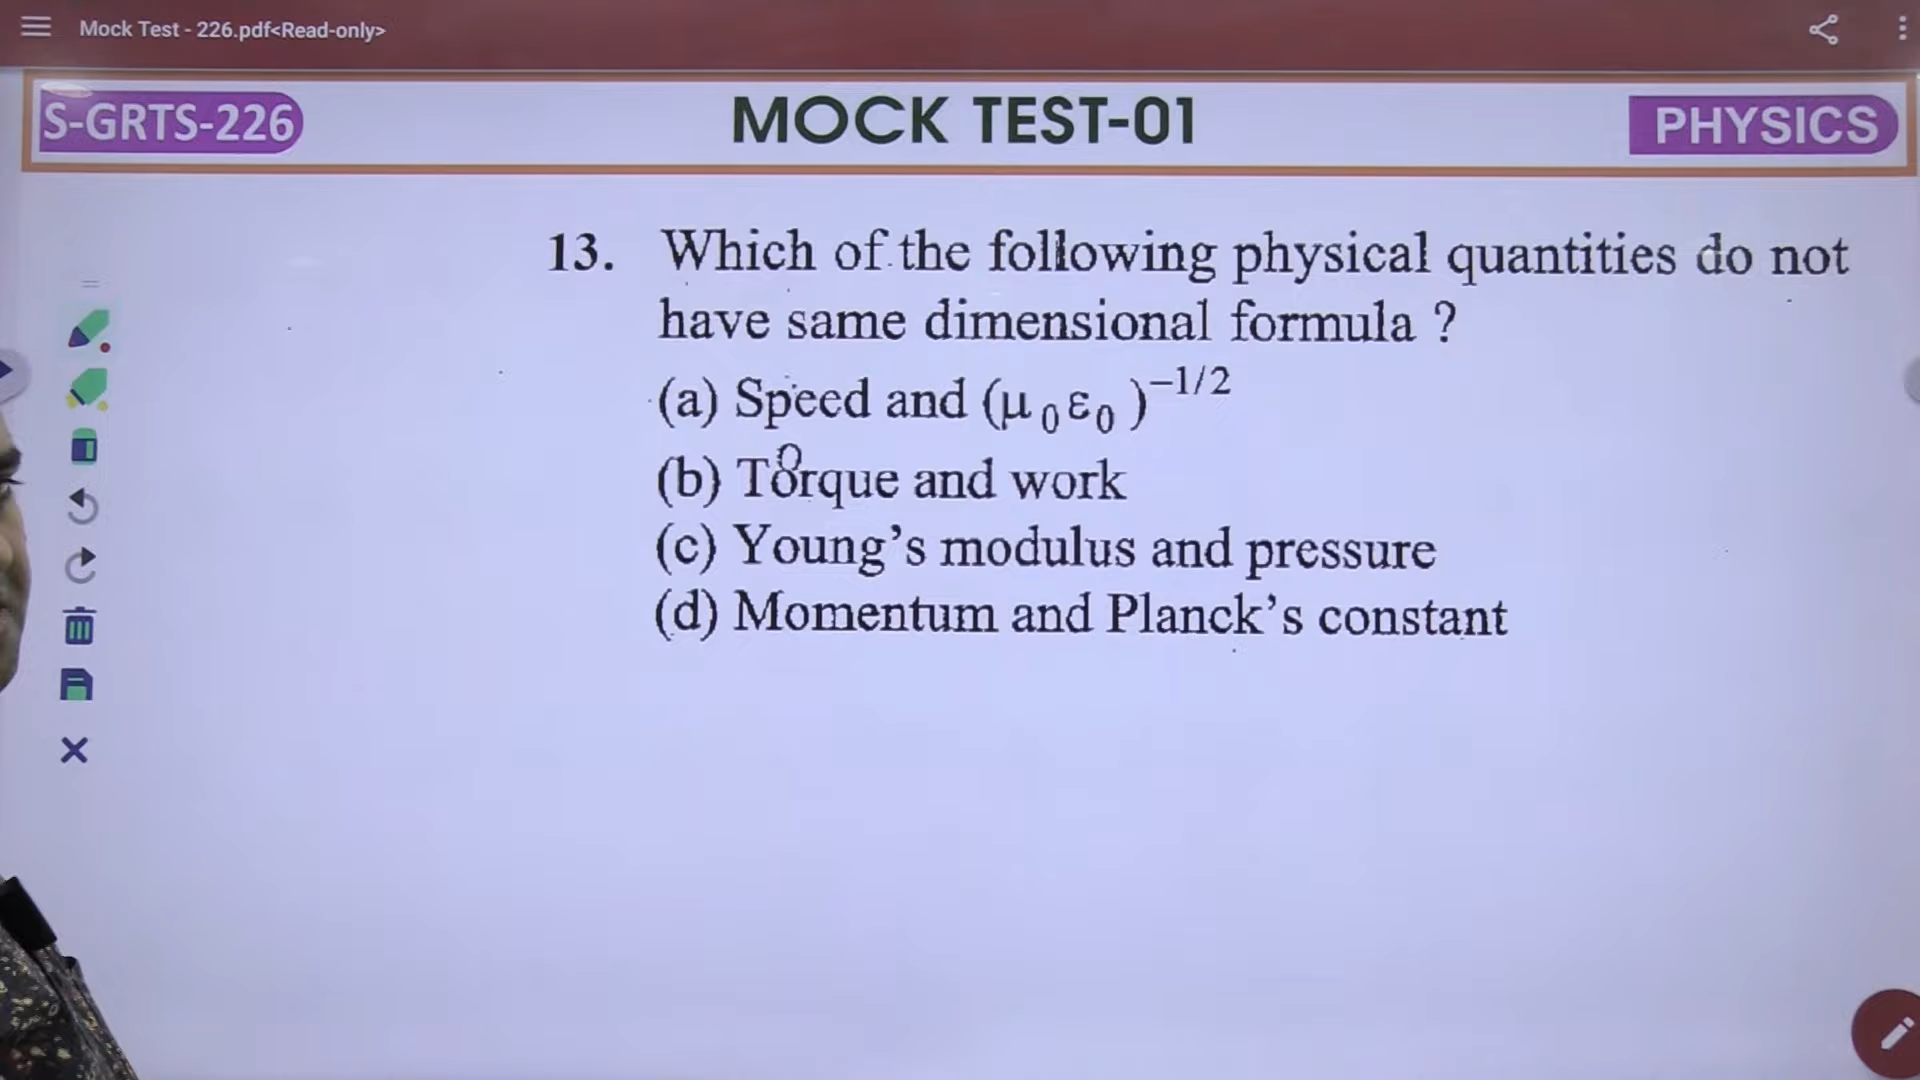 Mock Test - 226.pdf<Read-only>
S-GRTS-226
MOCK TEST-01
PHYSICS
13. Which of the following physical quantities do not
have same dimensional formula ?
(a) Speed and (μ₀ε₀)⁻¹/²
(b) Torque and work
(c) Young’s modulus and pressure
(d) Momentum and Planck’s constant